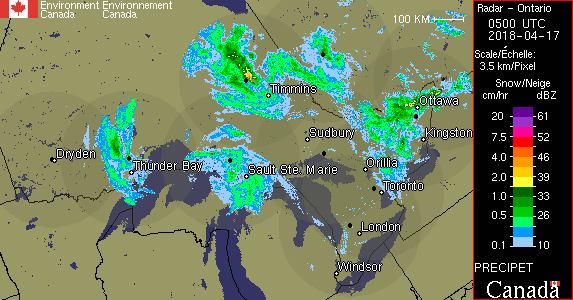 Environment Environnement
Canada Canada
100 KM
Radar - Ontario
0500 UTC
2018-04-17
Scale/Échelle:
3.5 km/Pixel
Snow/Neige
cm/hr dBZ
20 61
7.5 57
5.5 52
4.0 46
2.0 39
1.0 33
0.5 26
0.1 10
PRECIPET
Canada
Timmins
Ottawa
Sudbury
Kingston
Dryden
Thunder Bay
Sault Ste. Marie
Orillia
Toronto
London
Windsor